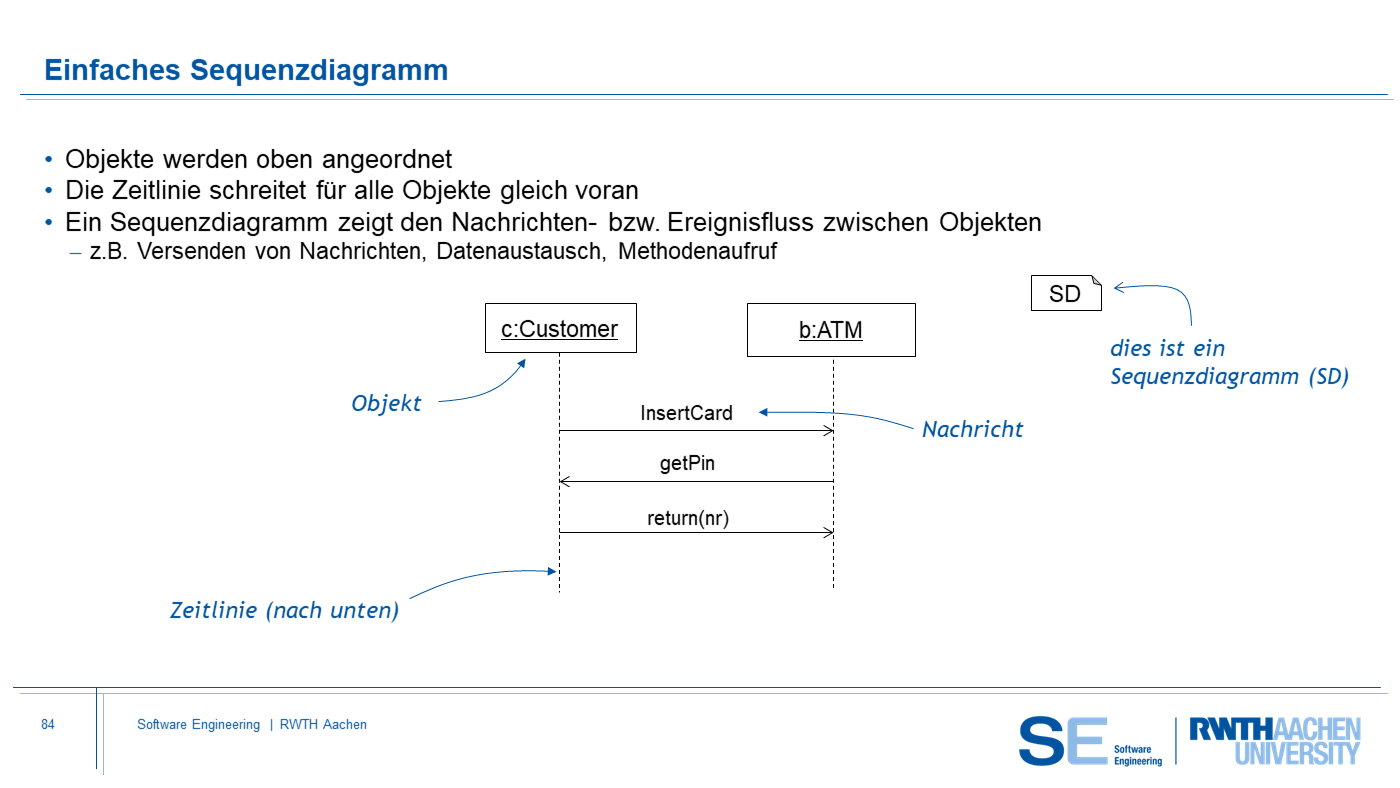 Einfaches Sequenzdiagramm
• Objekte werden oben angeordnet
• Die Zeitlinie schreitet für alle Objekte gleich voran
• Ein Sequenzdiagramm zeigt den Nachrichten- bzw. Ereignisfluss zwischen Objekten
– z.B. Versenden von Nachrichten, Datenaustausch, Methodenaufruf
SD
c:Customer
b:ATM
dies ist ein
Sequenzdiagramm (SD)
Objekt
InsertCard
Nachricht
getPin
return(nr)
Zeitlinie (nach unten)
84
Software Engineering | RWTH Aachen
SE
Software
Engineering
RWTH AACHEN
UNIVERSITY